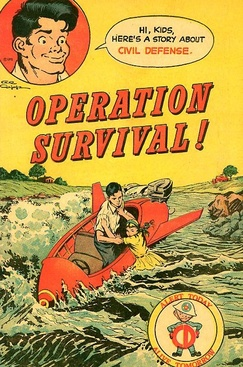 HI, KIDS,
HERE'S A STORY ABOUT
CIVIL DEFENSE.
OPERATION
SURVIVAL!
ALERT TODAY
ALIVE TOMORROW